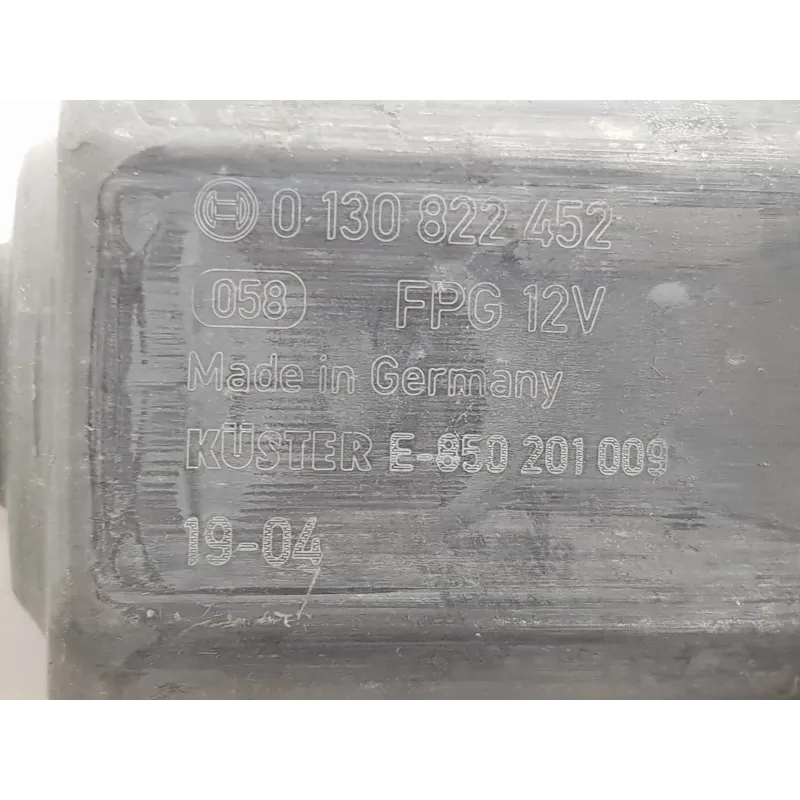 0 130 822 452
058 FPG 12V
Made in Germany
KÜSTER E-850 201 009
19-04